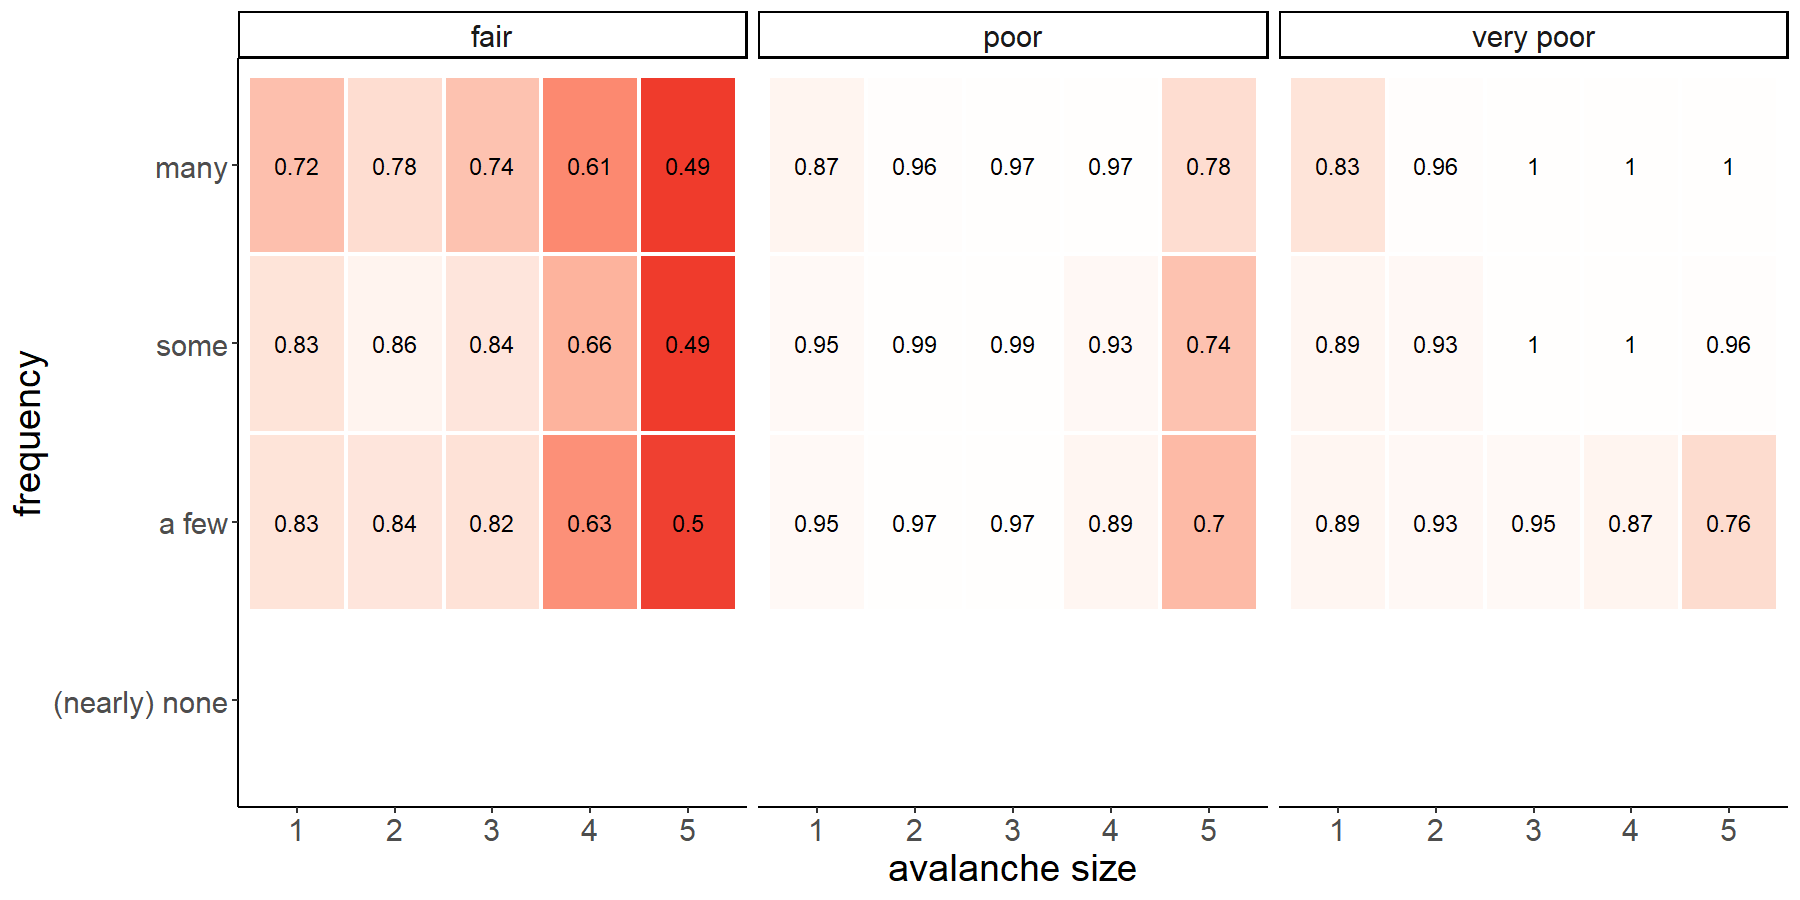 fair poor very poor
many 0.72 0.78 0.74 0.61 0.49 0.87 0.96 0.97 0.97 0.78 0.83 0.96 1 1 1
some 0.83 0.86 0.84 0.66 0.49 0.95 0.99 0.99 0.93 0.74 0.89 0.93 1 1 0.96
a few 0.83 0.84 0.82 0.63 0.5 0.95 0.97 0.97 0.89 0.7 0.89 0.93 0.95 0.87 0.76
(nearly) none
frequency
1 2 3 4 5 1 2 3 4 5 1 2 3 4 5
avalanche size